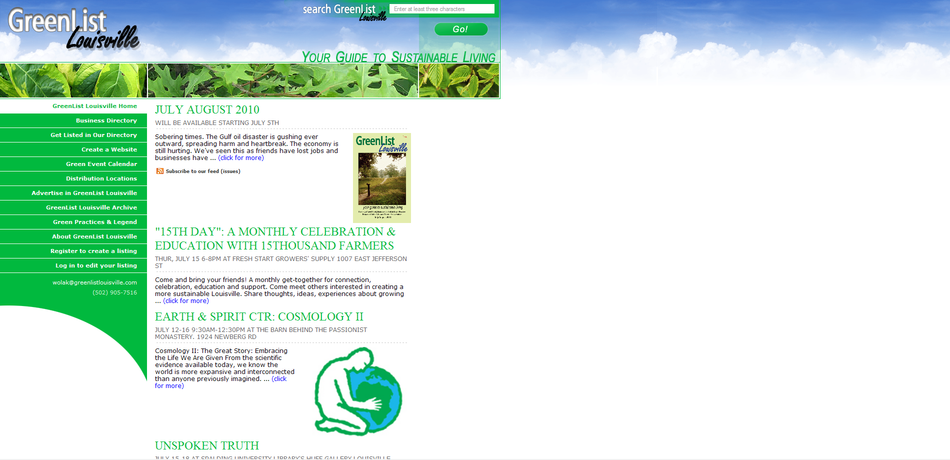 GreenList
Louisville
search GreenList
Louisville
Enter at least three characters
Go!
YOUR GUIDE TO SUSTAINABLE LIVING
GreenList Louisville Home
Business Directory
Get Listed in Our Directory
Create a Website
Green Event Calendar
Distribution Locations
Advertise in GreenList Louisville
GreenList Louisville Archive
Green Practices & Legend
About GreenList Louisville
Register to create a listing
Log in to edit your listing
wolak@greenlistlouisville.com
(502) 905-7516
JULY AUGUST 2010
WILL BE AVAILABLE STARTING JULY 5TH
Sobering times. The Gulf oil disaster is gushing ever
outward, spreading harm and heartbreak. The economy is
still hurting. We've seen this as friends have lost jobs and
businesses have ... (click for more)
Subscribe to our feed (issues)
GreenList
Louisville
"15TH DAY": A MONTHLY CELEBRATION &
EDUCATION WITH 15THOUSAND FARMERS
THUR, JULY 15 6-8PM AT FRESH START GROWERS' SUPPLY 1007 EAST JEFFERSON
ST
Come and bring your friends! A monthly get-together for connection,
celebration, education and support. Come meet others interested in creating a
more sustainable Louisville. Share thoughts, ideas, experiences about growing
... (click for more)
EARTH & SPIRIT CTR: COSMOLOGY II
JULY 12-16 9:30AM-12:30PM AT THE BARN BEHIND THE PASSIONIST
MONASTERY. 1924 NEWBERG RD
Cosmology II: The Great Story: Embracing
the Life We Are Given From the scientific
evidence available today, we know the
world is more expansive and interconnected
than anyone previously imagined. ... (click
for more)
UNSPOKEN TRUTH
JULY 15-18 AT SPALDING UNIVERSITY LIBRARY'S HUFF GALLERY LOUISVILLE